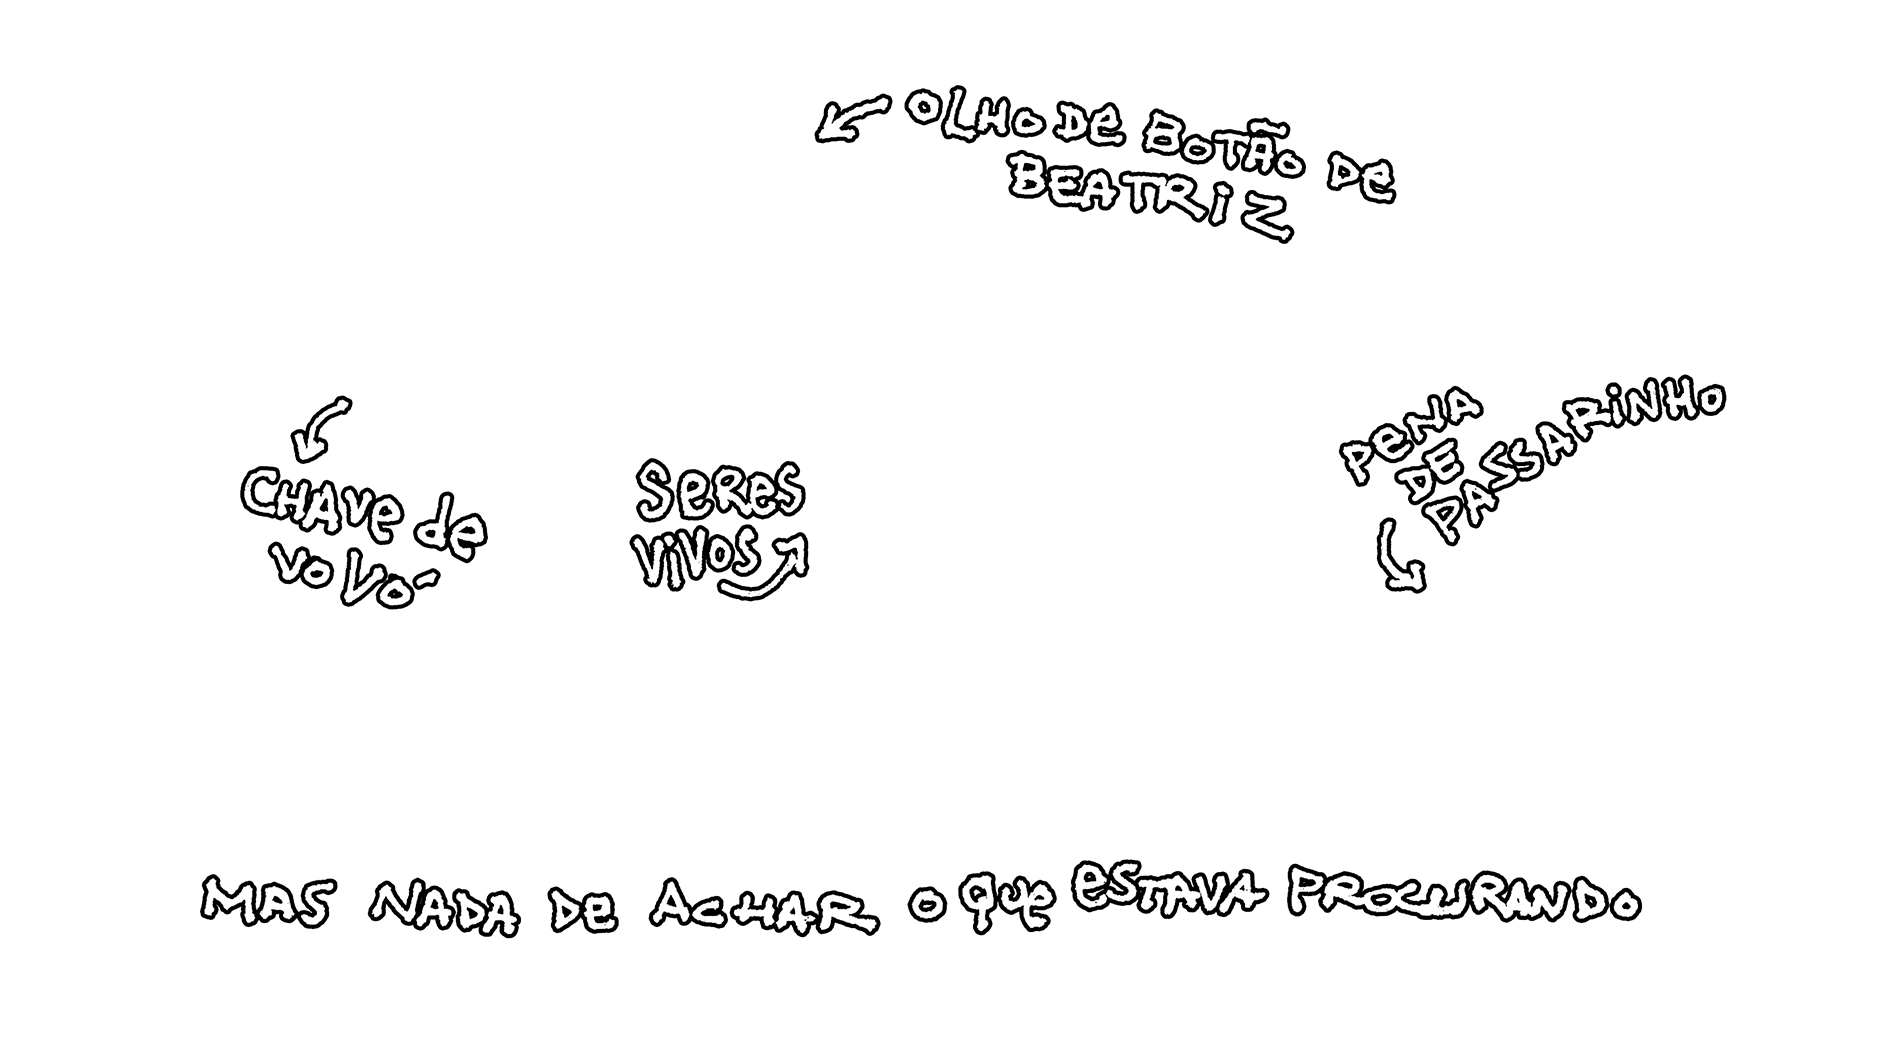 OLHO DE BOTÃO DE
BEATRIZ
CHAVE de
VOVÓ
SeRes
ViVOS
PeNA
DE
PASSARiNHO
MAS NADA DE ACHAR O QUE ESTAVA PROCURANDO